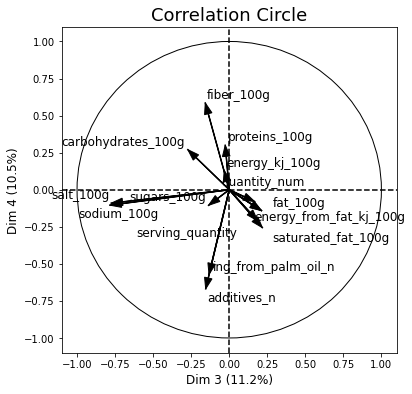 Correlation Circle
1.00
0.75
0.50
0.25
0.00
−0.25
−0.50
−0.75
−1.00
Dim 4 (10.5%)
fiber_100g
proteins_100g
carbohydrates_100g
energy_kj_100g
quantity_num
salt_100g
sugars_100g
fat_100g
sodium_100g
energy_from_fat_kj_100g
serving_quantity
saturated_fat_100g
ing_from_palm_oil_n
additives_n
−1.00 −0.75 −0.50 −0.25 0.00 0.25 0.50 0.75 1.00
Dim 3 (11.2%)